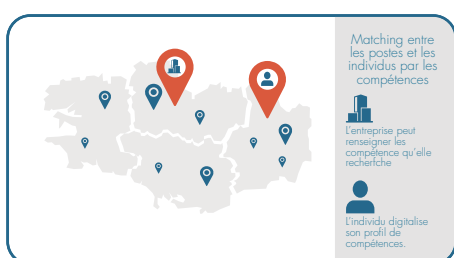 Matching entre
les postes et les
individus par les
compétences
L'entreprise peut
renseigner les
compétence qu'elle
recherfche
L'individu digitalise
son profil de
compétences.